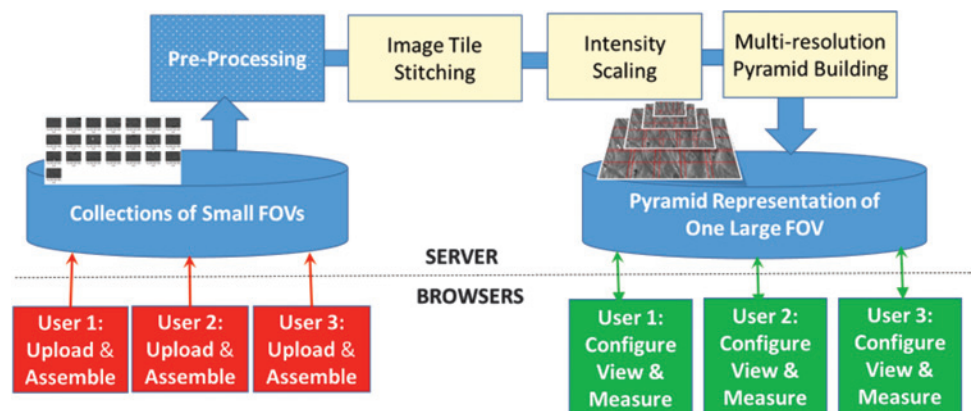 Pre-Processing
Image Tile
Stitching
Intensity
Scaling
Multi-resolution
Pyramid Building
Collections of Small FOVs
Pyramid Representation of
One Large FOV
SERVER
BROWSERS
User 1:
Upload &
Assemble
User 2:
Upload &
Assemble
User 3:
Upload &
Assemble
User 1:
Configure
View &
Measure
User 2:
Configure
View &
Measure
User 3:
Configure
View &
Measure